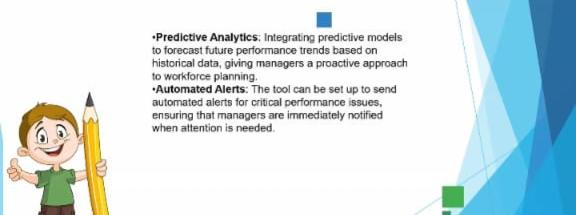 •Predictive Analytics: Integrating predictive models
to forecast future performance trends based on
historical data, giving managers a proactive approach
to workforce planning.
•Automated Alerts: The tool can be set up to send
automated alerts for critical performance issues,
ensuring that managers are immediately notified
when attention is needed.